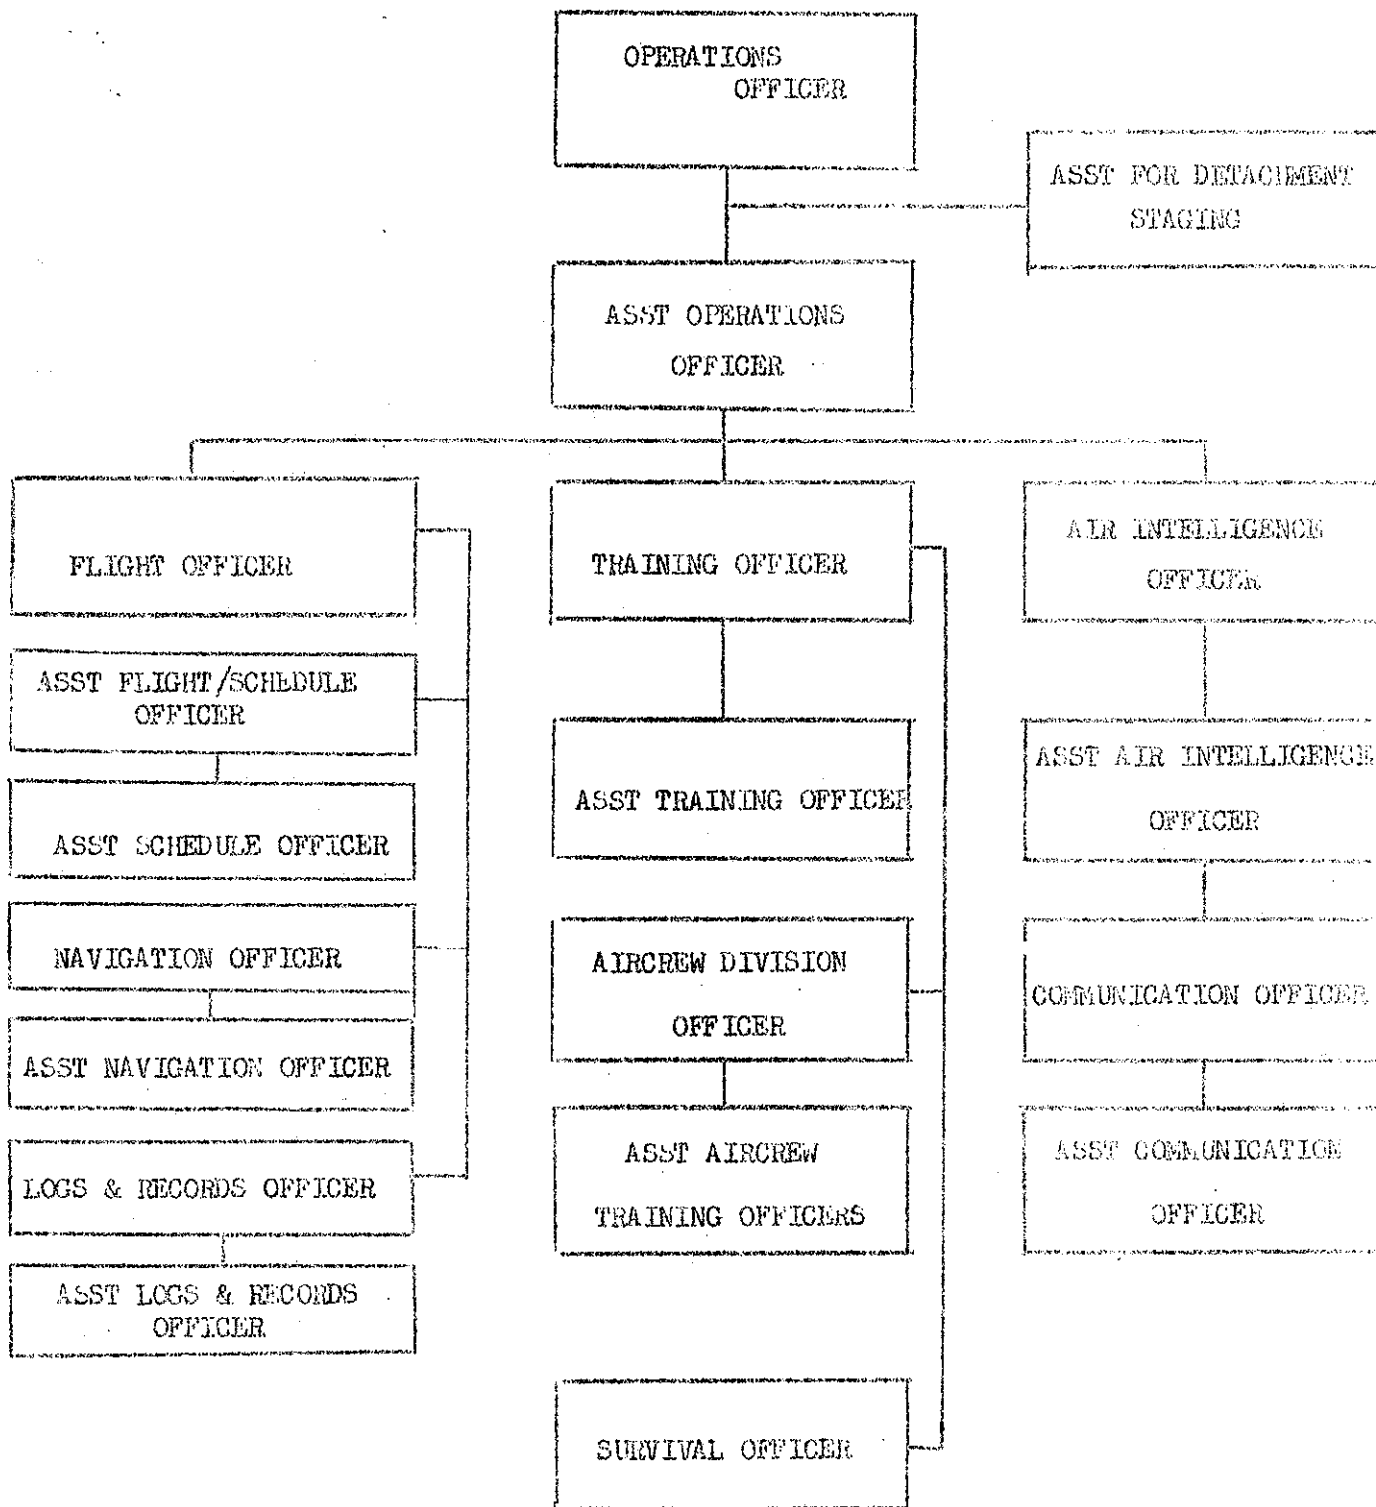 OPERATIONS
OFFICER
ASST FOR DETACHMENT
STAGING
ASST OPERATIONS
OFFICER
FLIGHT OFFICER
ASST FLIGHT/SCHEDULE
OFFICER
ASST SCHEDULE OFFICER
NAVIGATION OFFICER
ASST NAVIGATION OFFICER
LOGS & RECORDS OFFICER
ASST LOGS & RECORDS
OFFICER
TRAINING OFFICER
ASST TRAINING OFFICER
AIRCREW DIVISION
OFFICER
ASST AIRCREW
TRAINING OFFICERS
SURVIVAL OFFICER
AIR INTELLIGENCE
OFFICER
ASST AIR INTELLIGENCE
OFFICER
COMMUNICATION OFFICER
ASST COMMUNICATION
OFFICER